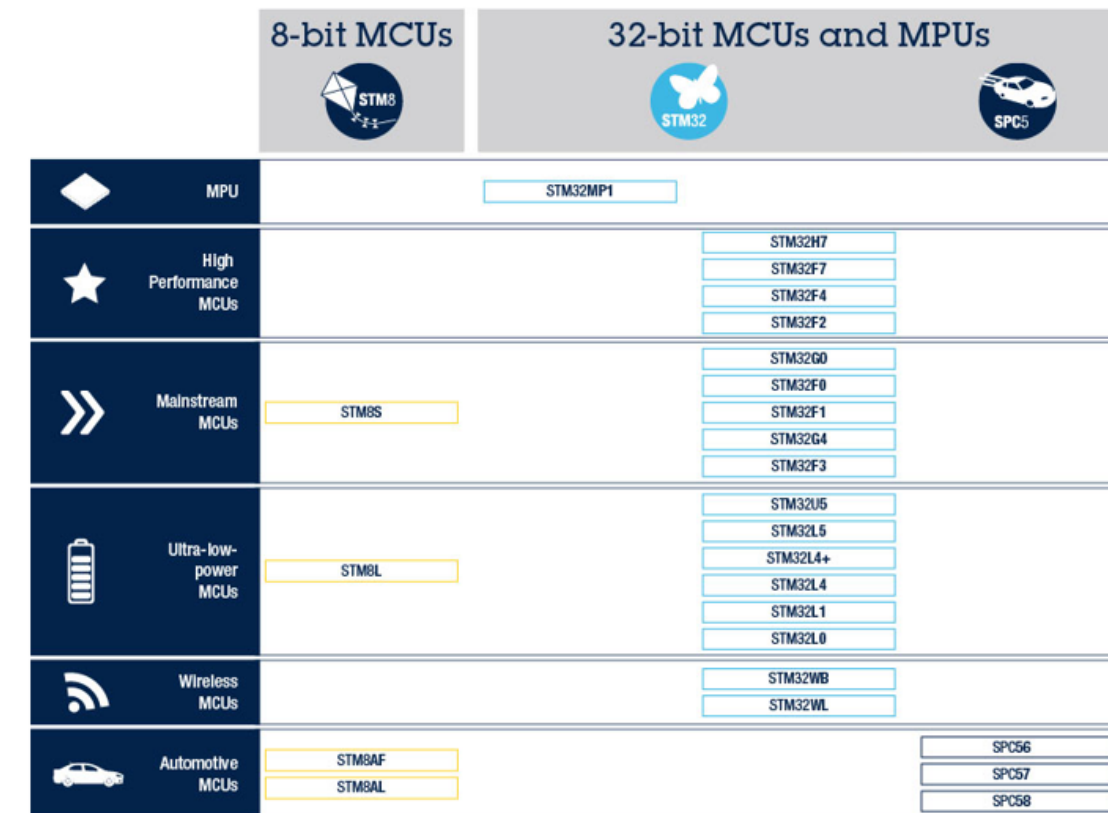 8-bit MCUs
32-bit MCUs and MPUs
STM8
STM32
SPC5
MPU
STM32MP1
High
Performance
MCUs
STM32H7
STM32F7
STM32F4
STM32F2
Mainstream
MCUs
STM8S
STM32G0
STM32F0
STM32F1
STM32G4
STM32F3
Ultra-low-
power
MCUs
STM8L
STM32U5
STM32L5
STM32L4+
STM32L4
STM32L1
STM32L0
Wireless
MCUs
STM32WB
STM32WL
Automotive
MCUs
STM8AF
STM8AL
SPC56
SPC57
SPC58